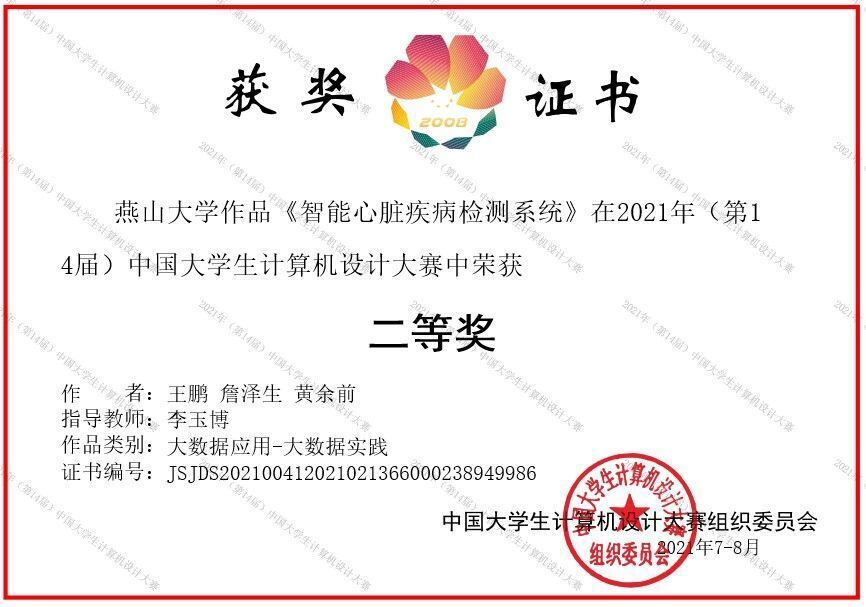 获奖 证书
2008
燕山大学作品《智能心脏疾病检测系统》在2021年（第1
4届）中国大学生计算机设计大赛中荣获
二等奖
作 者：王鹏 詹泽生 黄余前
指导教师：李玉博
作品类别：大数据应用-大数据实践
证书编号：JSJDS20210041202102136600023894​9986
中国大学生计算机设计大赛组织委员会
2021年7-8月
中国大学生计算机设计大赛
组织委员会
2021年（第14届）中国大学生计算机设计大赛